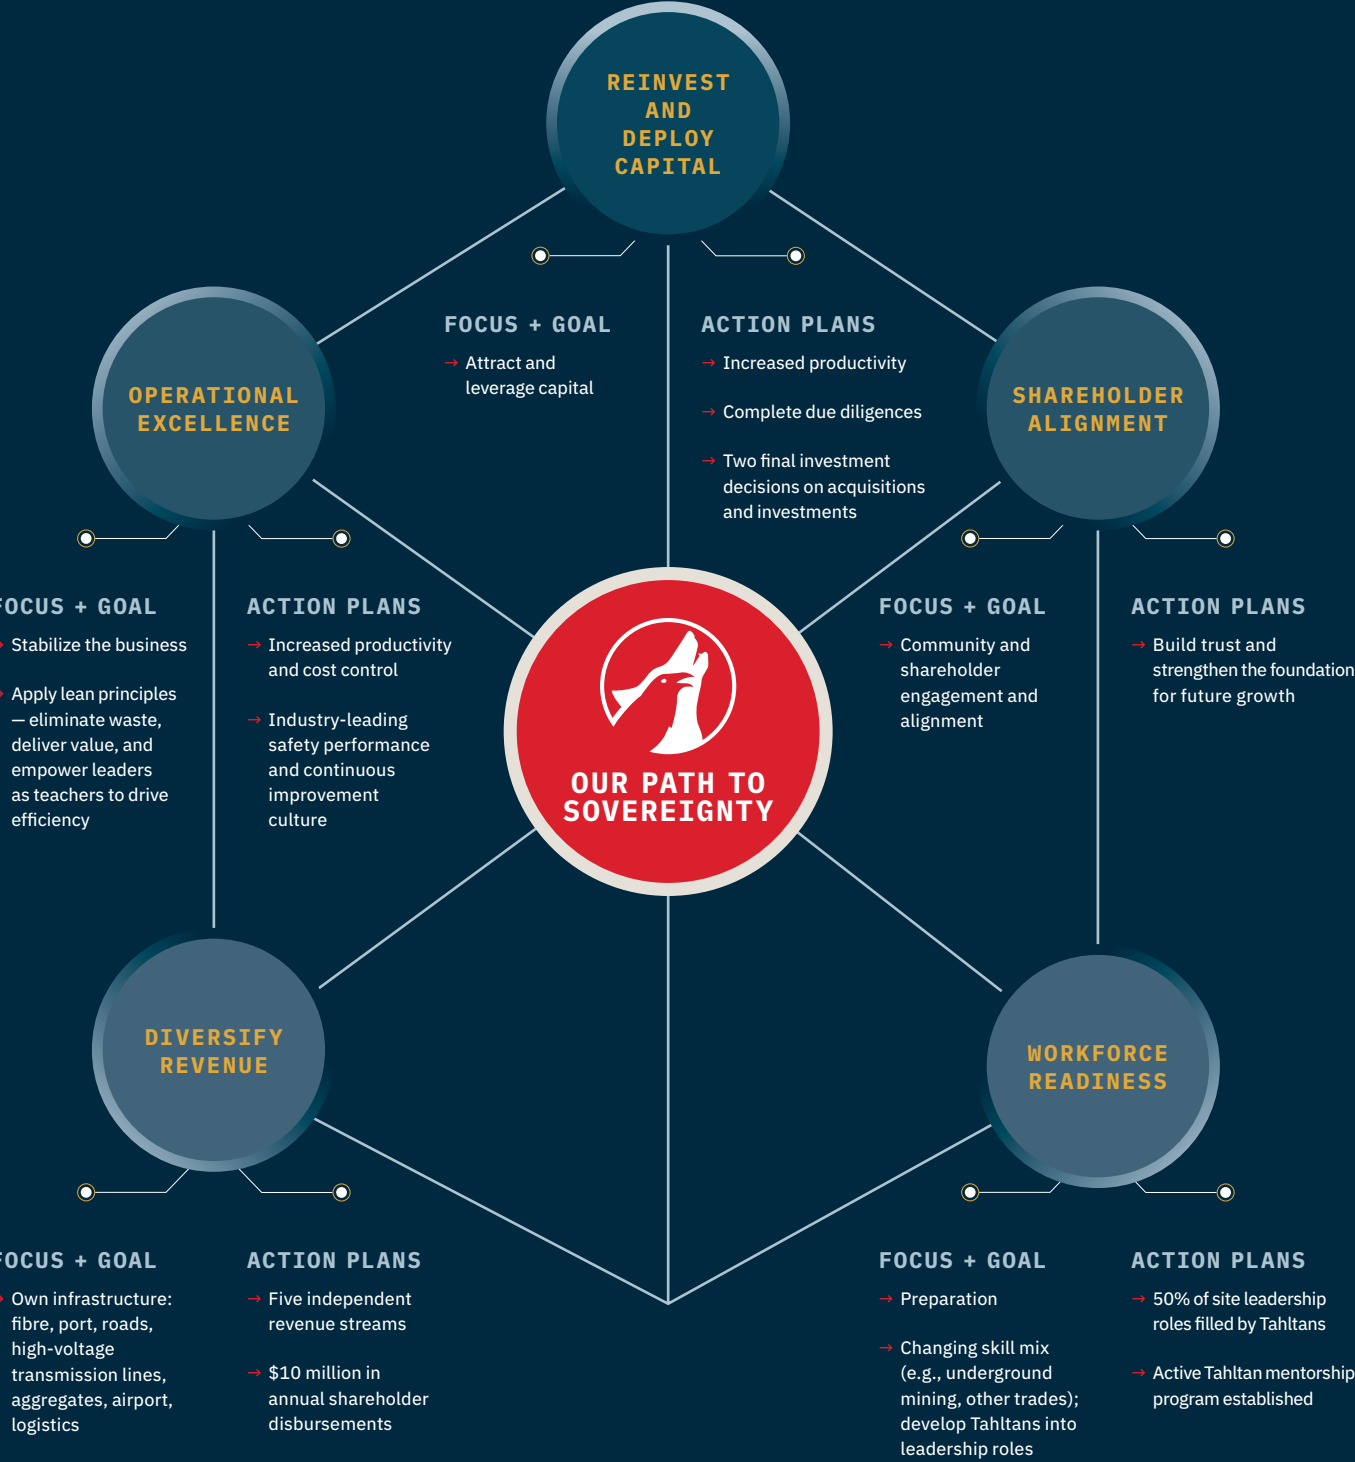 REINVEST
AND
DEPLOY
CAPITAL
FOCUS + GOAL
→ Attract and
leverage capital
ACTION PLANS
→ Increased productivity
→ Complete due diligences
→ Two final investment
decisions on acquisitions
and investments
OPERATIONAL
EXCELLENCE
FOCUS + GOAL
→ Stabilize the business
→ Apply lean principles
— eliminate waste,
deliver value, and
empower leaders
as teachers to drive
efficiency
ACTION PLANS
→ Increased productivity
and cost control
→ Industry-leading
safety performance
and continuous
improvement
culture
SHAREHOLDER
ALIGNMENT
FOCUS + GOAL
→ Community and
shareholder
engagement and
alignment
ACTION PLANS
→ Build trust and
strengthen the foundation
for future growth
OUR PATH TO
SOVEREIGNTY
DIVERSIFY
REVENUE
FOCUS + GOAL
→ Own infrastructure:
fibre, port, roads,
high-voltage
transmission lines,
aggregates, airport,
logistics
ACTION PLANS
→ Five independent
revenue streams
→ $10 million in
annual shareholder
disbursements
WORKFORCE
READINESS
FOCUS + GOAL
→ Preparation
→ Changing skill mix
(e.g., underground
mining, other trades);
develop Tahltans into
leadership roles
ACTION PLANS
→ 50% of site leadership
roles filled by Tahltans
→ Active Tahltan mentorship
program established